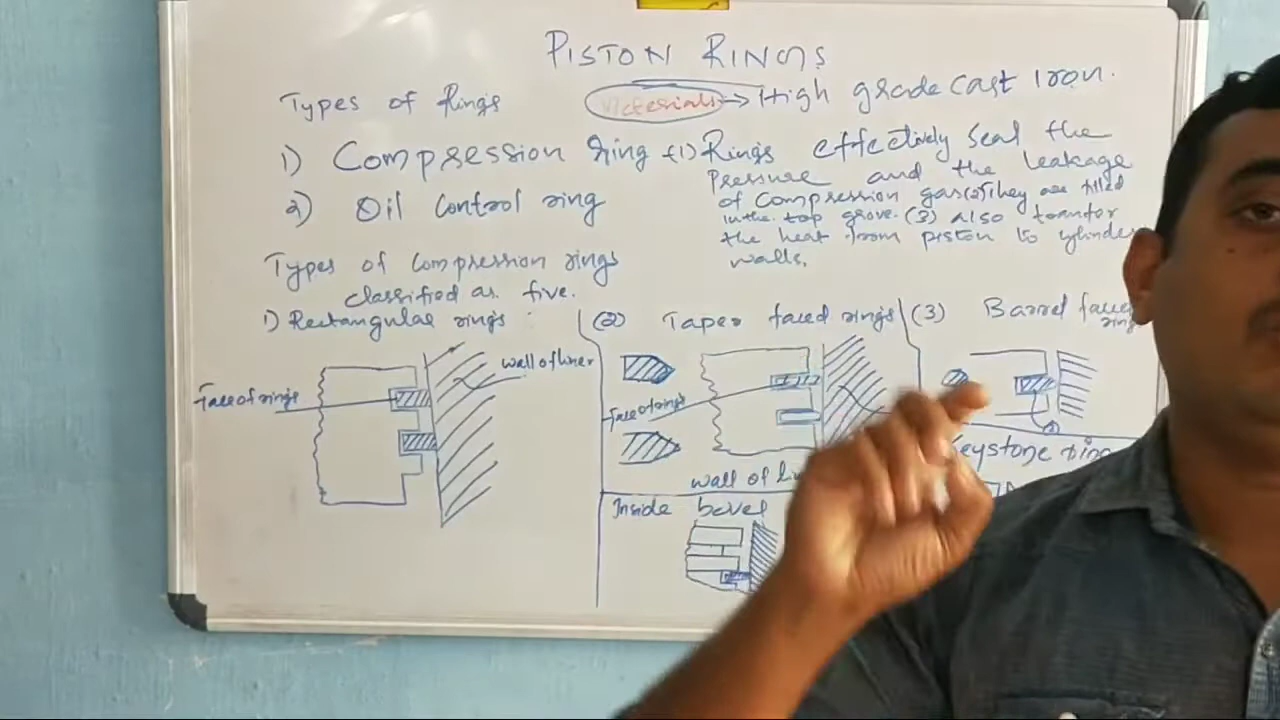 PISTON RINGS
Types of Rings
Materials → High grade cast Iron.
1) Compression ring
2) Oil control ring
(1) Rings effectively seal the
Pressure and the Leakage
of Compression gas(2) They are fitted
in the top grove. (3) also transfer
the heat from piston to cylinder
walls.
Types of Compression rings
classified as five.
1) Rectangular rings
wall of liner
Face of rings
(2) Taper faced rings
Face of rings
wall of
(3) Barrel faced
ring
Keystone ring
Inside bevel